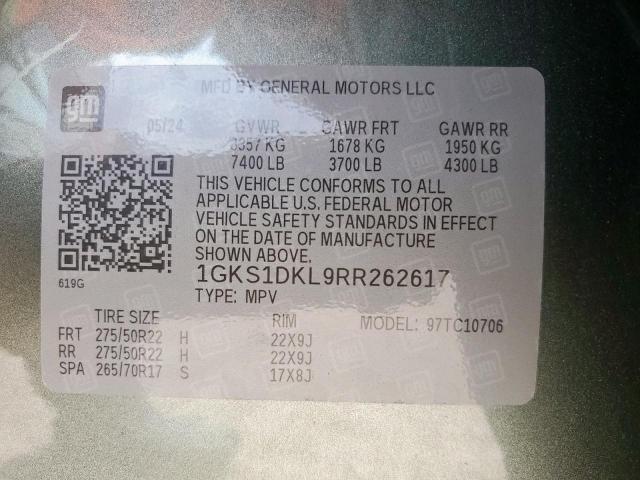 gm
MFD BY GENERAL MOTORS LLC
05/24 GVWR GAWR FRT GAWR RR
3357 KG 1678 KG 1950 KG
7400 LB 3700 LB 4300 LB
THIS VEHICLE CONFORMS TO ALL
APPLICABLE U.S. FEDERAL MOTOR
VEHICLE SAFETY STANDARDS IN EFFECT
ON THE DATE OF MANUFACTURE
SHOWN ABOVE.
619G
1GKS1DKL9RR262617
TYPE: MPV
TIRE SIZE RIM MODEL: 97TC10706
FRT 275/50R22 H 22X9J
RR 275/50R22 H 22X9J
SPA 265/70R17 S 17X8J